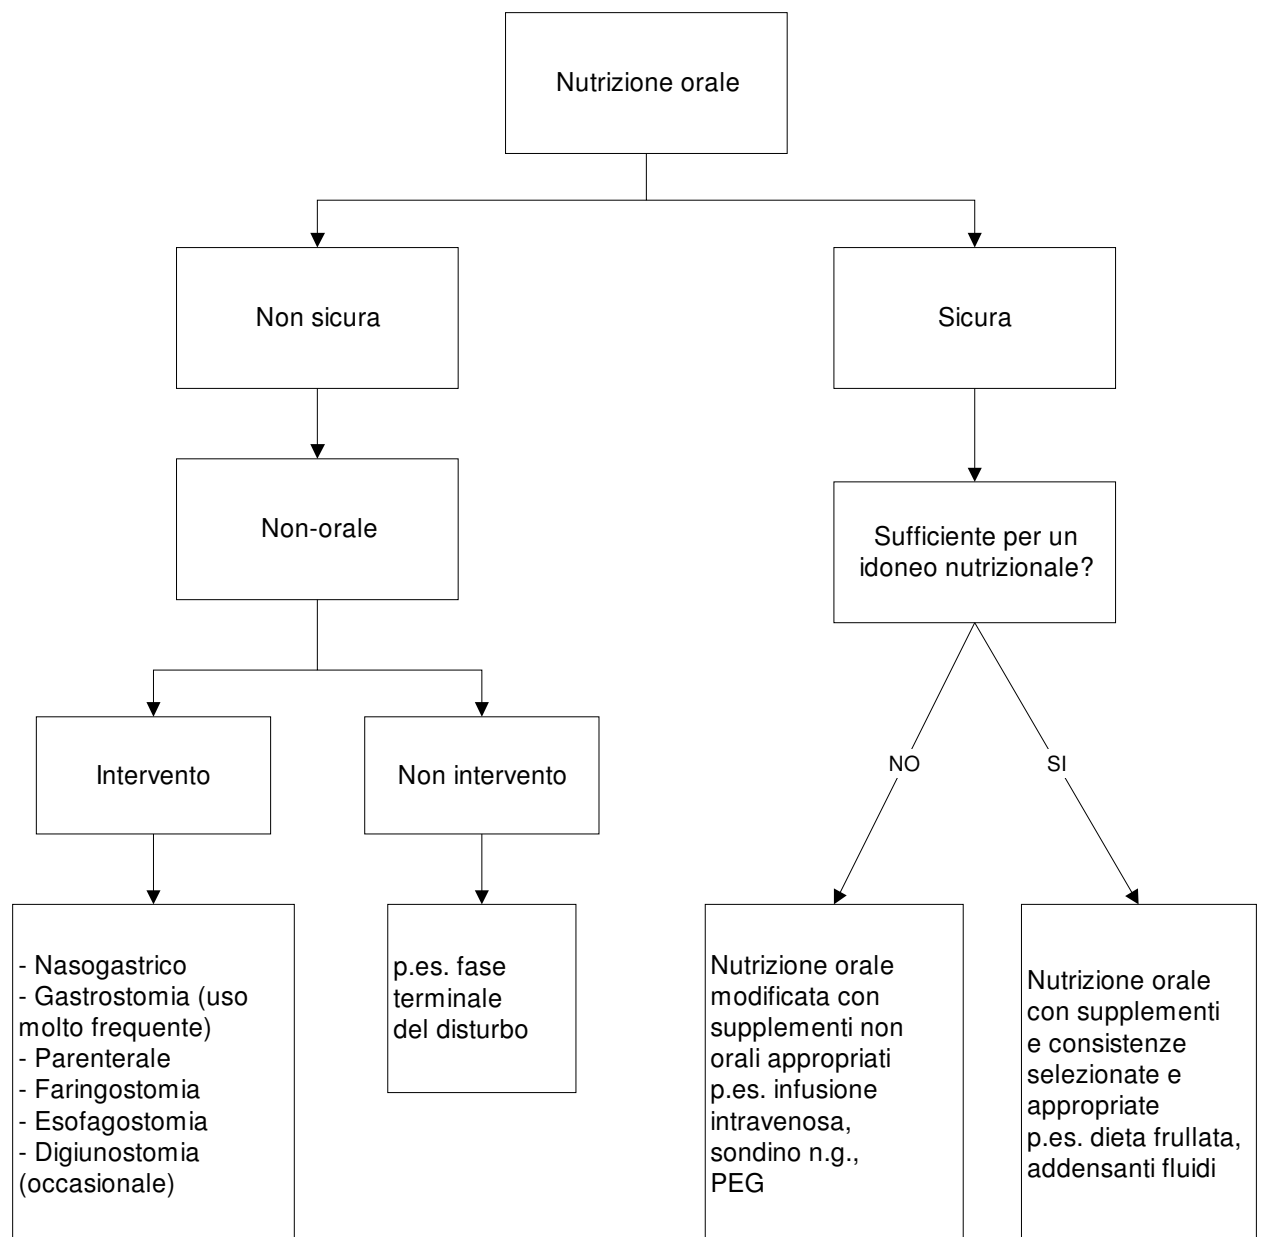 Nutrizione orale
Non sicura
Sicura
Non-orale
Sufficiente per un
idoneo nutrizionale?
Intervento
Non intervento
NO
SI
- Nasogastrico
- Gastrostomia (uso
molto frequente)
- Parenterale
- Faringostomia
- Esofagostomia
- Digiunostomia
(occasionale)
p.es. fase
terminale
del disturbo
Nutrizione orale
modificata con
supplementi non
orali appropriati
p.es. infusione
intravenosa,
sondino n.g.,
PEG
Nutrizione orale
con supplementi
e consistenze
selezionate e
appropriate
p.es. dieta frullata,
addensanti fluidi